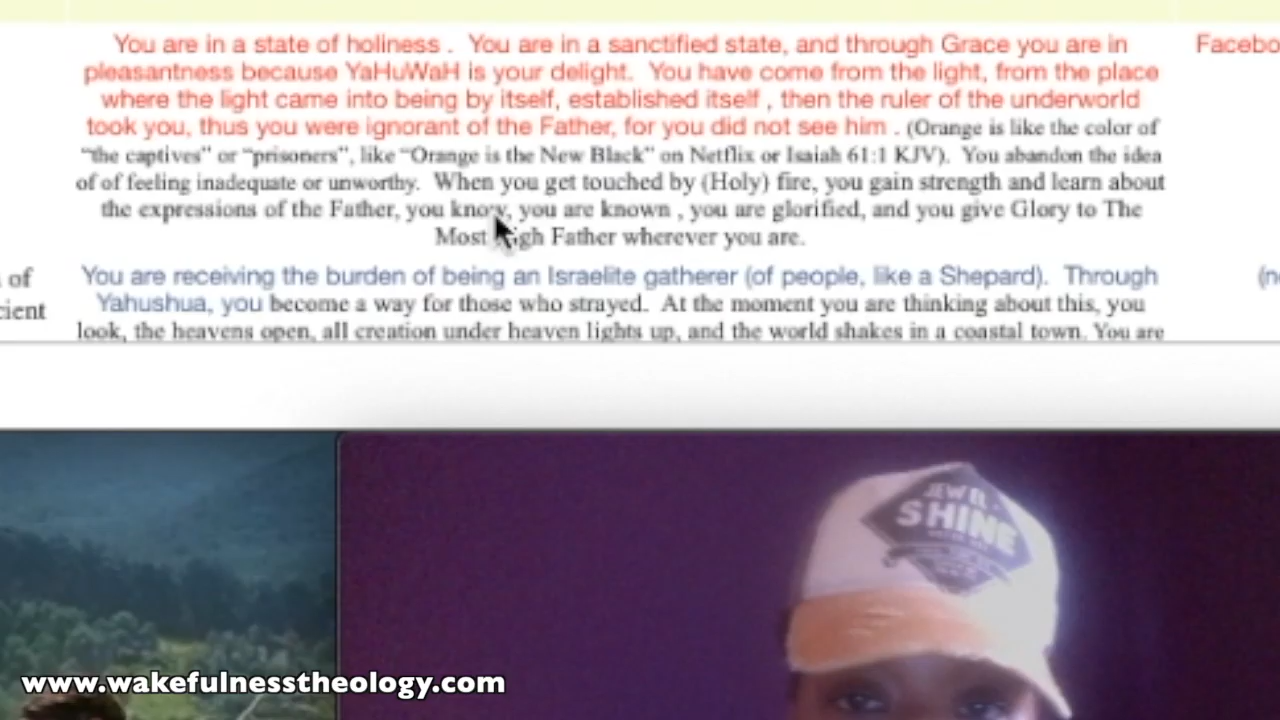 You are in a state of holiness . You are in a sanctified state, and through Grace you are in
pleasantness because YaHuWaH is your delight. You have come from the light, from the place
where the light came into being by itself, established itself , then the ruler of the underworld
took you, thus you were ignorant of the Father, for you did not see him . (Orange is like the color of
"the captives" or "prisoners", like "Orange is the New Black" on Netflix or Isaiah 61:1 KJV). You abandon the idea
of of feeling inadequate or unworthy. When you get touched by (Holy) fire, you gain strength and learn about
the expressions of the Father, you know, you are known , you are glorified, and you give Glory to The
Most High Father wherever you are.
You are receiving the burden of being an Israelite gatherer (of people, like a Shepard). Through
Yahushua, you become a way for those who strayed. At the moment you are thinking about this, you
look, the heavens open, all creation under heaven lights up, and the world shakes in a coastal town. You are
Facebo
of
cient
(n
JEWEL
SHINE
www.wakefulnesstheology.com